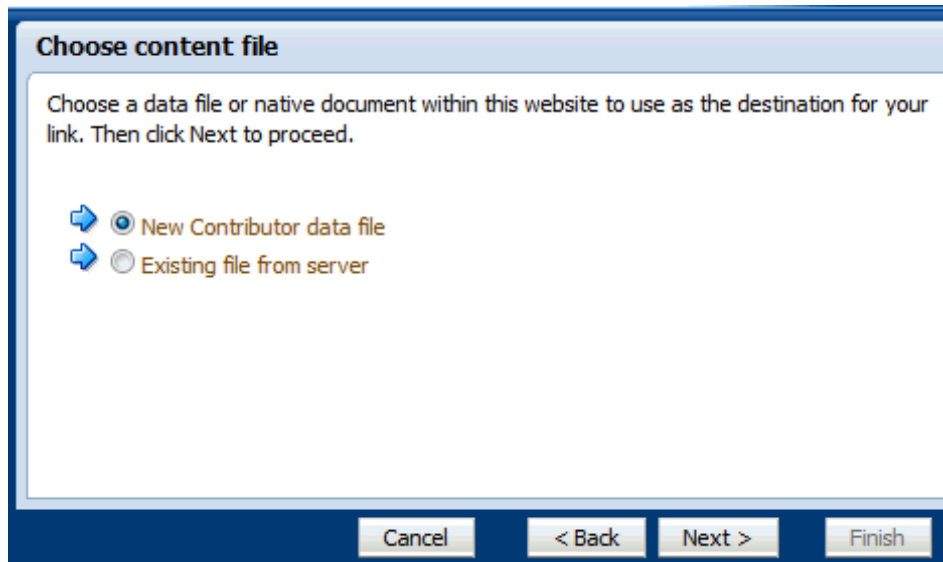 Choose content file
Choose a data file or native document within this website to use as the destination for your
link. Then click Next to proceed.
New Contributor data file
Existing file from server
Cancel
< Back
Next >
Finish